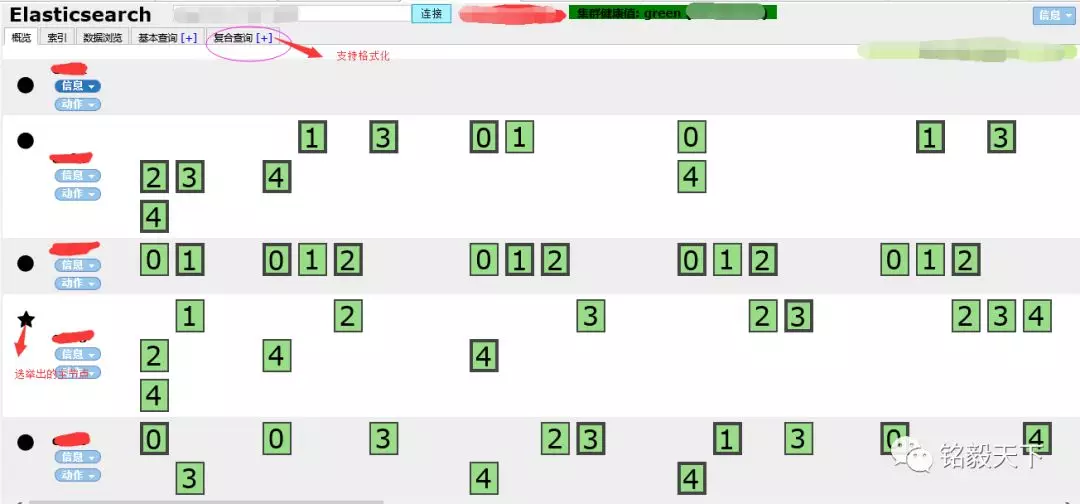 Elasticsearch 连接 集群健康值: green ( ) 信息
概览 索引 数据浏览 基本查询 [+] 复合查询 [+]
支持格式化
信息
动作
1 3 0 1 0 1 3
信息
2 3 4 4
动作
4
0 1 0 1 2 0 1 2 0 1 2 0 1 2
信息
动作
1 2 3 2 3 2 3 4
信息
2 4 4
选举出的主节点
4
0 0 3 2 3 1 3 0 4
信息
动作
3 4 4
铭毅天下